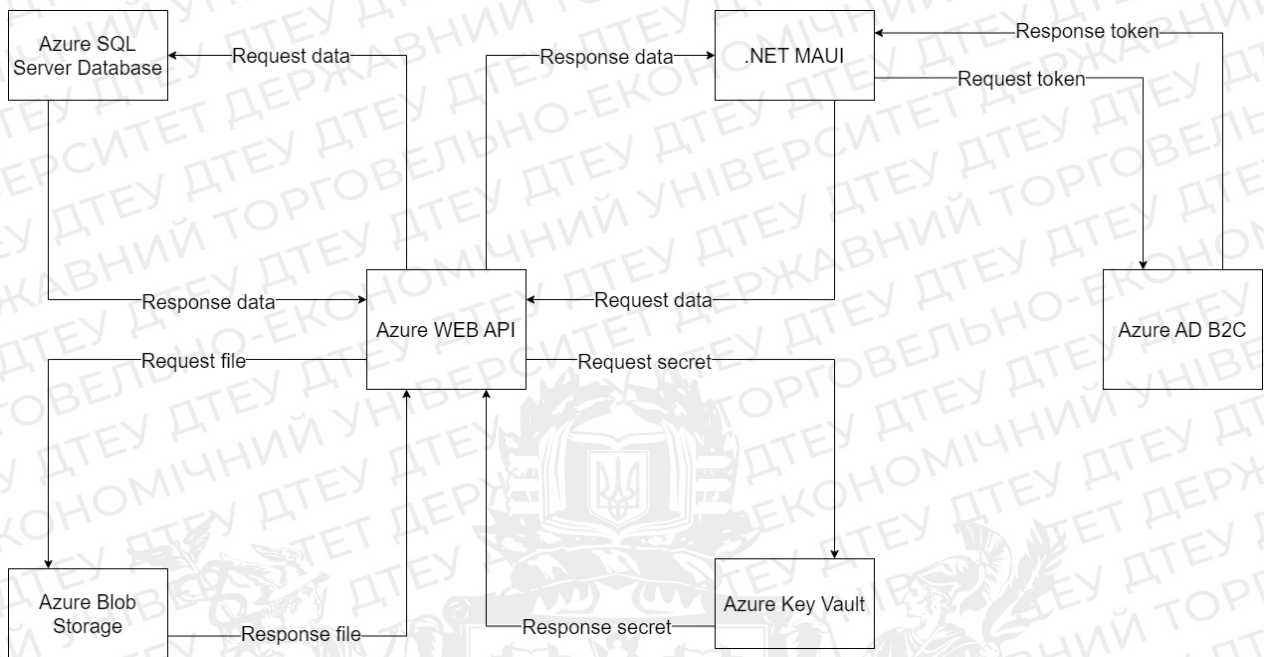 Azure SQL
Server Database
Request data
Response data
.NET MAUI
Response token
Request token
Response data
Azure WEB API
Request data
Azure AD B2C
Request file
Request secret
Azure Blob
Storage
Response file
Response secret
Azure Key Vault